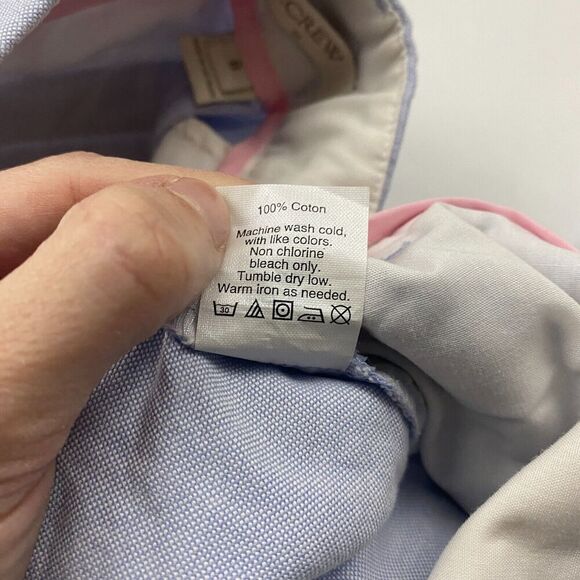 CREW
100% Coton
Machine wash cold,
with like colors.
Non chlorine
bleach only.
Tumble dry low.
Warm iron as needed.
30